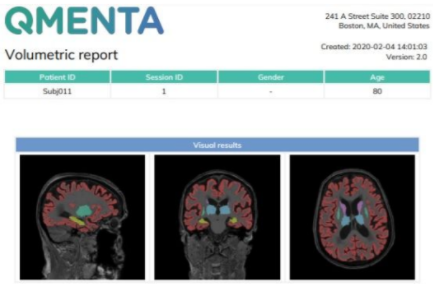 QMENTA
241 A Street Suite 300, 02210
Boston, MA, United States
Volumetric report
Created: 2020-02-04 14:01:03
Version: 2.0
Patient ID Session ID Gender Age
Subj011 1 - 80
Visual results